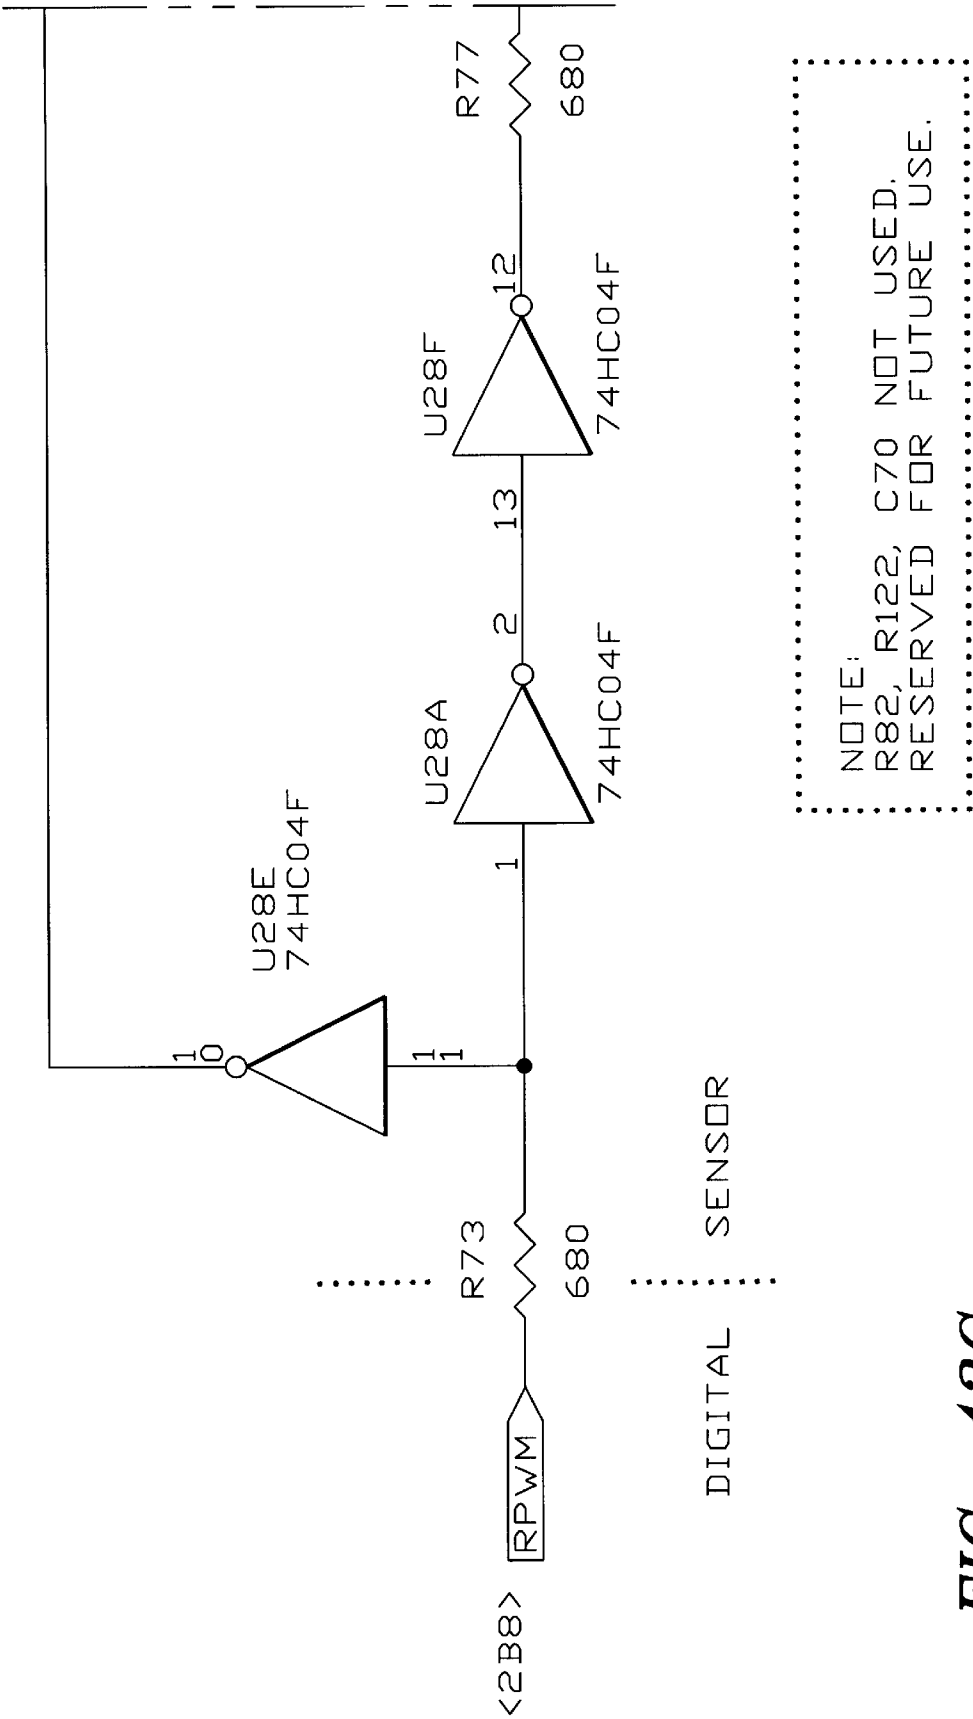 U28E
74HC04F
10
11
<2B8>
RPWM
R73
680
1
U28A
74HC04F
2
13
U28F
74HC04F
12
R77
680
DIGITAL SENSOR
NOTE:
R82, R122, C70 NOT USED.
RESERVED FOR FUTURE USE.